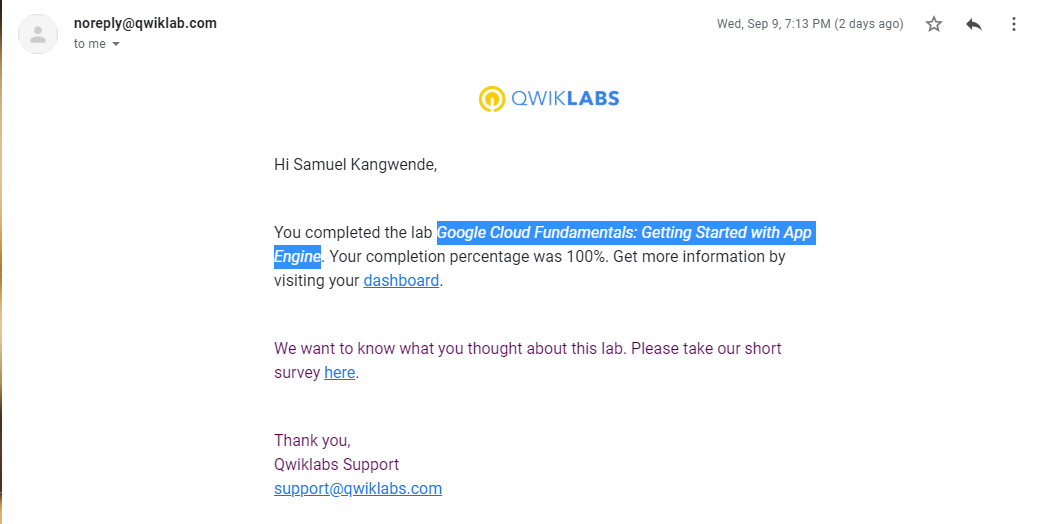 noreply@qwiklab.com
Wed, Sep 9, 7:13 PM (2 days ago)
to me
QWIKLABS
Hi Samuel Kangwende,
You completed the lab Google Cloud Fundamentals: Getting Started with App
Engine. Your completion percentage was 100%. Get more information by
visiting your dashboard.
We want to know what you thought about this lab. Please take our short
survey here.
Thank you,
Qwiklabs Support
support@qwiklabs.com